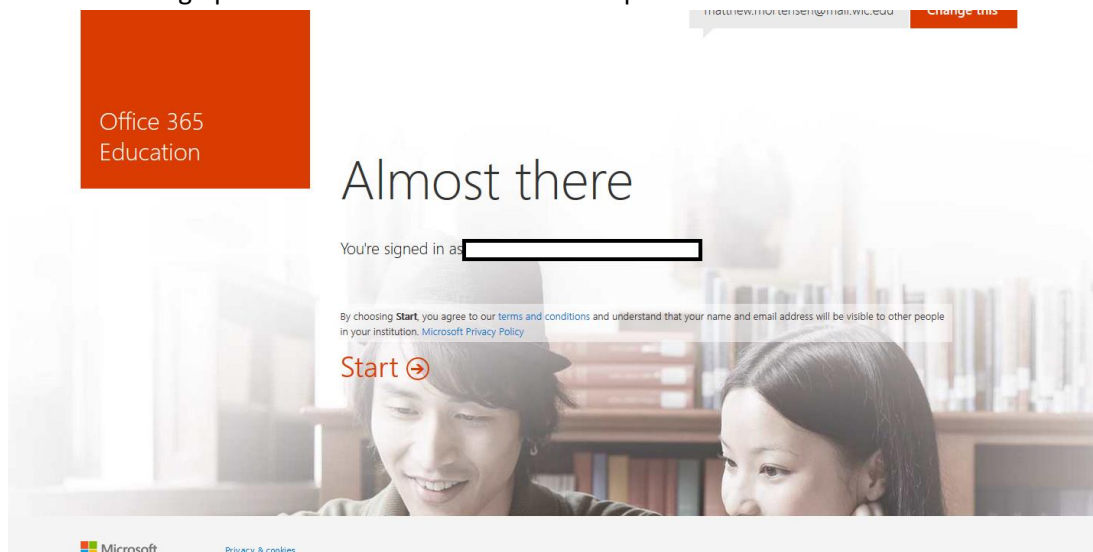 Change this
Office 365
Education
Almost there
You're signed in as
By choosing Start, you agree to our terms and conditions and understand that your name and email address will be visible to other people
in your institution. Microsoft Privacy Policy
Start
Microsoft
Privacy & cookies